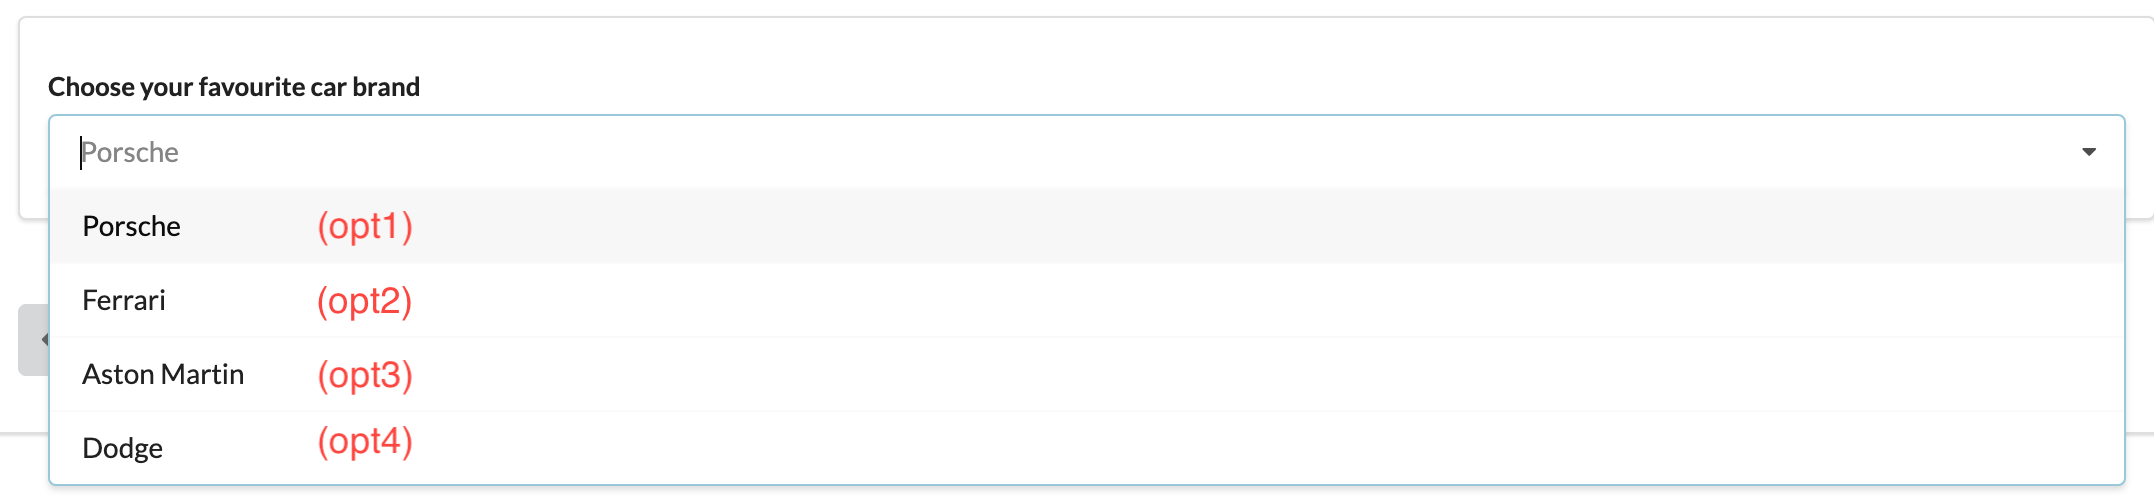 Choose your favourite car brand
Porsche
Porsche (opt1)
Ferrari (opt2)
Aston Martin (opt3)
Dodge (opt4)